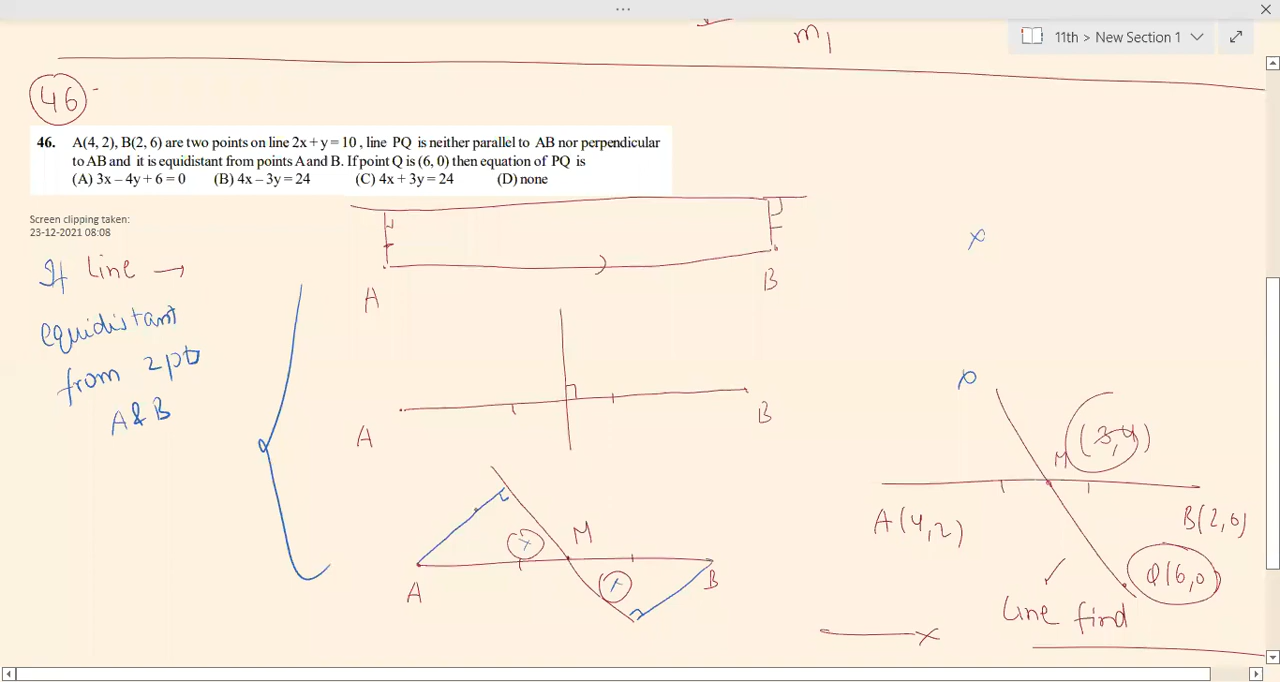 m1
11th > New Section 1
46
46. A(4, 2), B(2, 6) are two points on line 2x + y = 10, line PQ is neither parallel to AB nor perpendicular
to AB and it is equidistant from points A and B. If point Q is (6, 0) then equation of PQ is
(A) 3x – 4y + 6 = 0 (B) 4x – 3y = 24 (C) 4x + 3y = 24 (D) none
Screen clipping taken:
23-12-2021 08:08
If line →
equidistant
from 2 pts
A & B
A
B
A
B
A
M
B
x
x
M (3,4)
A(4,2)
B(2,6)
Q(6,0)
line find